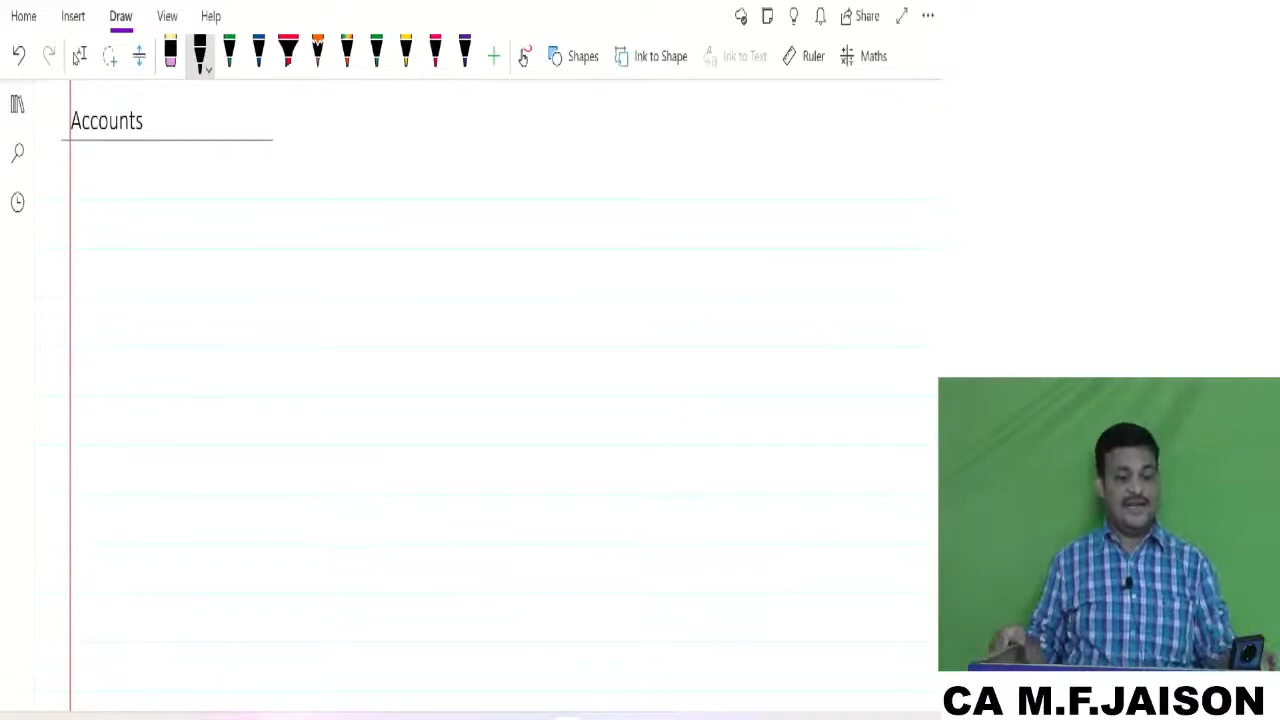 Home Insert Draw View Help Share
Shapes Ink to Shape Ink to Text Ruler Maths
Accounts
CA M.F.JAISON